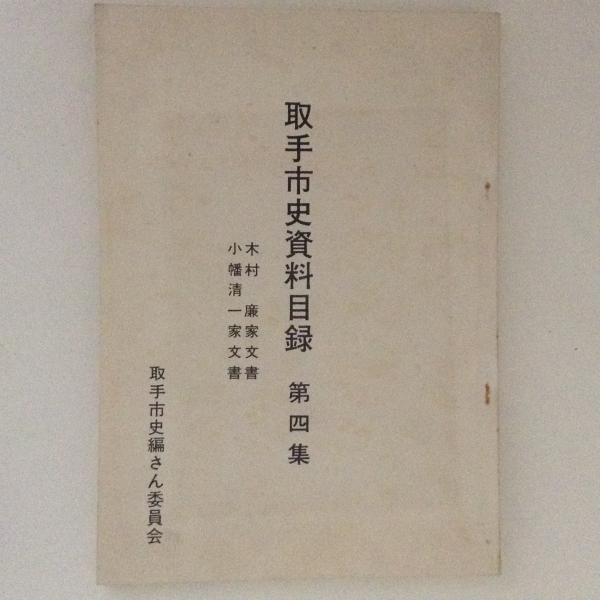 取手市史資料目録 第四集
木村 廉家文書
小幡清一家文書
取手市史編さん委員会